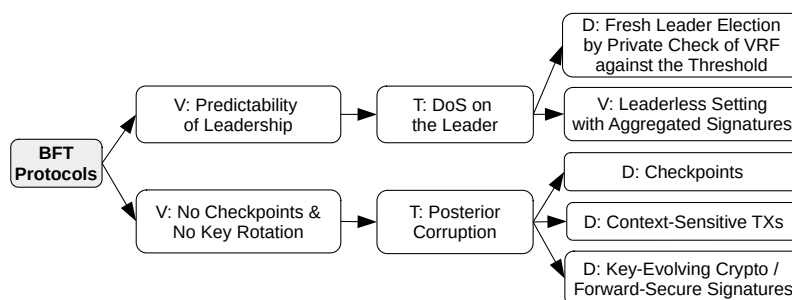 BFT
Protocols
V: Predictability
of Leadership
T: DoS on
the Leader
D: Fresh Leader Election
by Private Check of VRF
against the Threshold
V: Leaderless Setting
with Aggregated Signatures
V: No Checkpoints &
No Key Rotation
T: Posterior
Corruption
D: Checkpoints
D: Context-Sensitive TXs
D: Key-Evolving Crypto /
Forward-Secure Signatures